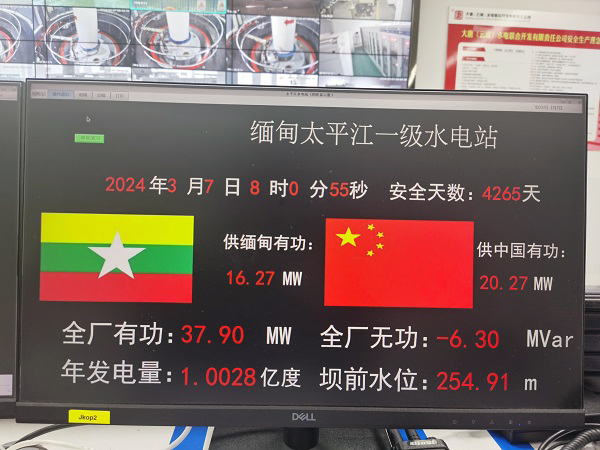 缅甸太平江一级水电站
2024年3月7日8时0分55秒 安全天数:4265天
供缅甸有功:
16.27 MW
供中国有功:
20.27 MW
全厂有功:37.90 MW 全厂无功:-6.30 MVar
年发电量:1.0028亿度 坝前水位:254.91 m
Jkop2
DELL